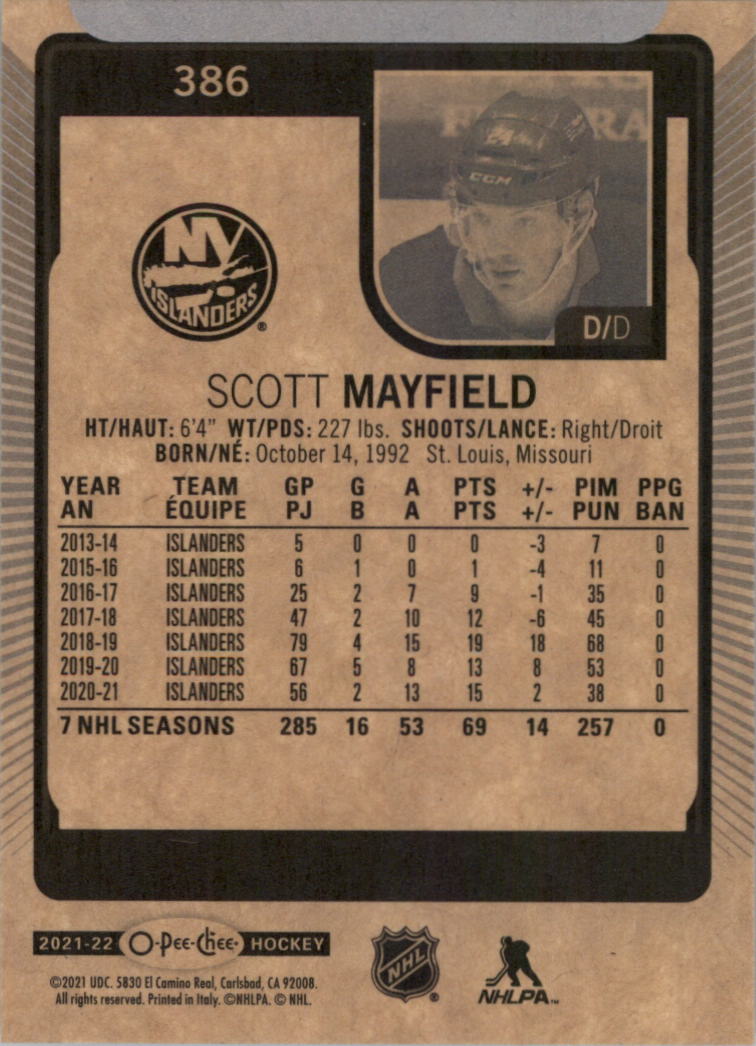 386
NY
ISLANDERS
®
24
CCM
D/D
SCOTT MAYFIELD
HT/HAUT: 6'4" WT/PDS: 227 lbs. SHOOTS/LANCE: Right/Droit
BORN/NÉ: October 14, 1992 St. Louis, Missouri
YEAR TEAM GP G A PTS +/- PIM PPG
AN ÉQUIPE PJ B A PTS +/- PUN BAN
2013-14 ISLANDERS 5 0 0 0 -3 7 0
2015-16 ISLANDERS 6 1 0 1 -4 11 0
2016-17 ISLANDERS 25 2 7 9 -1 35 0
2017-18 ISLANDERS 47 2 10 12 -6 45 0
2018-19 ISLANDERS 79 4 15 19 18 68 0
2019-20 ISLANDERS 67 5 8 13 8 53 0
2020-21 ISLANDERS 56 2 13 15 2 38 0
7 NHL SEASONS 285 16 53 69 14 257 0
2021-22 O-Pee-Chee HOCKEY
©2021 UDC. 5830 El Camino Real, Carlsbad, CA 92008.
All rights reserved. Printed in Italy. ©NHLPA. © NHL.
NHL ®
NHLPA™